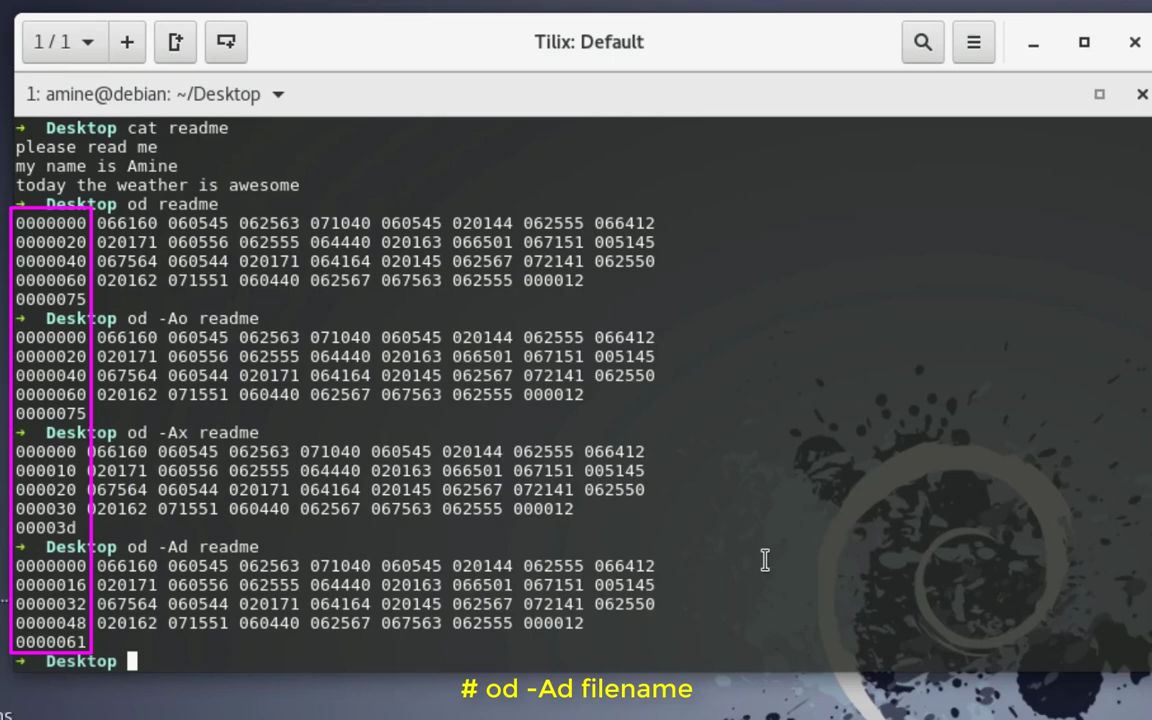 1 / 1
Tilix: Default
1: amine@debian: ~/Desktop
→ Desktop cat readme
please read me
my name is Amine
today the weather is awesome
→ Desktop od readme
0000000 066160 060545 062563 071040 060545 020144 062555 066412
0000020 020171 060556 062555 064440 020163 066501 067151 005145
0000040 067564 060544 020171 064164 020145 062567 072141 062550
0000060 020162 071551 060440 062567 067563 062555 000012
0000075
→ Desktop od -Ao readme
0000000 066160 060545 062563 071040 060545 020144 062555 066412
0000020 020171 060556 062555 064440 020163 066501 067151 005145
0000040 067564 060544 020171 064164 020145 062567 072141 062550
0000060 020162 071551 060440 062567 067563 062555 000012
0000075
→ Desktop od -Ax readme
000000 066160 060545 062563 071040 060545 020144 062555 066412
000010 020171 060556 062555 064440 020163 066501 067151 005145
000020 067564 060544 020171 064164 020145 062567 072141 062550
000030 020162 071551 060440 062567 067563 062555 000012
00003d
→ Desktop od -Ad readme
0000000 066160 060545 062563 071040 060545 020144 062555 066412
0000016 020171 060556 062555 064440 020163 066501 067151 005145
0000032 067564 060544 020171 064164 020145 062567 072141 062550
0000048 020162 071551 060440 062567 067563 062555 000012
0000061
→ Desktop
# od -Ad filename